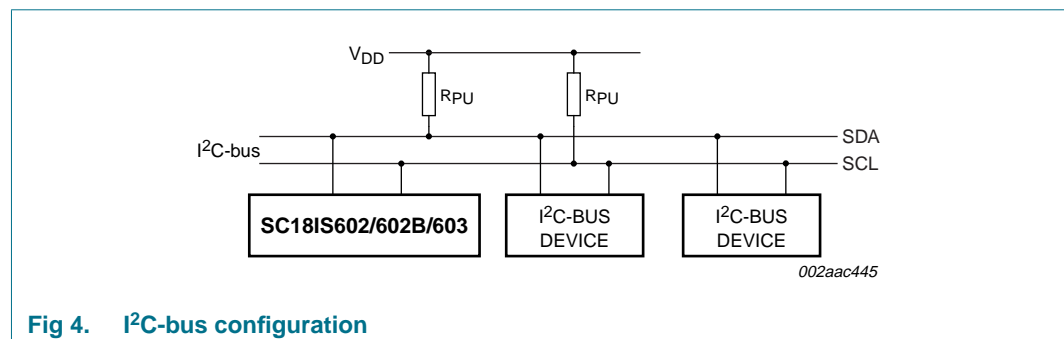 VDD
RPU RPU
SDA
I²C-bus
SCL
SC18IS602/602B/603
I²C-BUS
DEVICE
I²C-BUS
DEVICE
002aac445
Fig 4. I²C-bus configuration